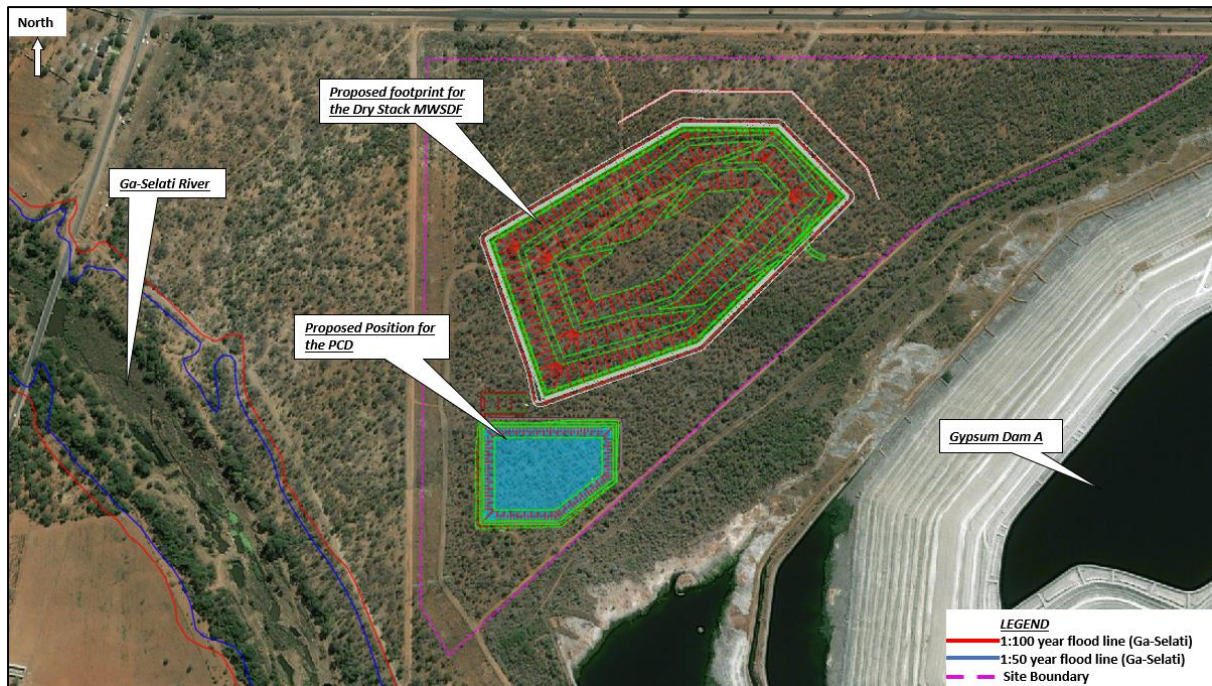 North
Proposed footprint for
the Dry Stack MWSDF
Ga-Selati River
Proposed Position for
the PCD
Gypsum Dam A
LEGEND
1:100 year flood line (Ga-Selati)
1:50 year flood line (Ga-Selati)
Site Boundary